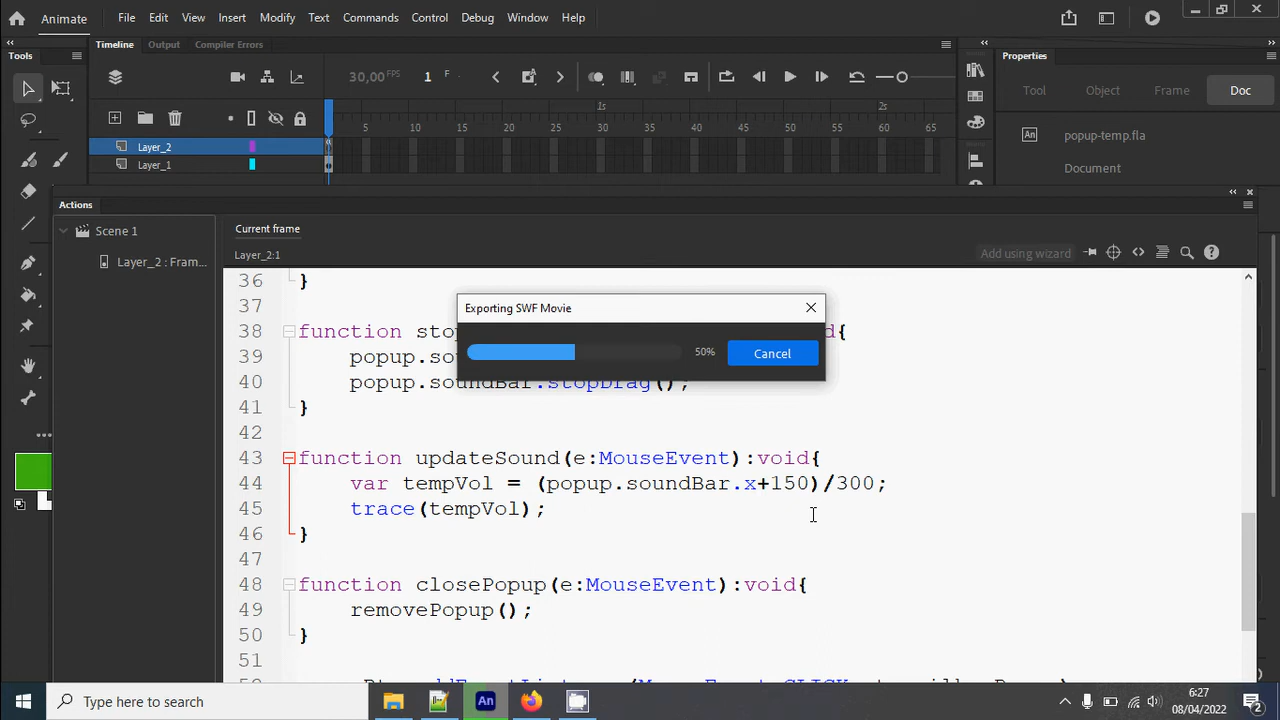 Animate File Edit View Insert Modify Text Commands Control Debug Window Help
Tools
Timeline Output Compiler Errors
Properties
30,00 FPS 1 F
Tool Object Frame Doc
1s 2s
5 10 15 20 25 30 35 40 45 50 55 60 65
Layer_2
Layer_1
An popup-temp.fla
Document
Actions
Scene 1
Layer_2 : Fram...
Current frame
Layer_2:1
Add using wizard
36 }
37
Exporting SWF Movie
50% Cancel
38 function sto d{
39 popup.so
40 popup.soundBar.stopDrag();
41 }
42
43 function updateSound(e:MouseEvent):void{
44 var tempVol = (popup.soundBar.x+150)/300;
45 trace(tempVol);
46 }
47
48 function closePopup(e:MouseEvent):void{
49 removePopup();
50 }
51
Type here to search
An
6:27
08/04/2022
2